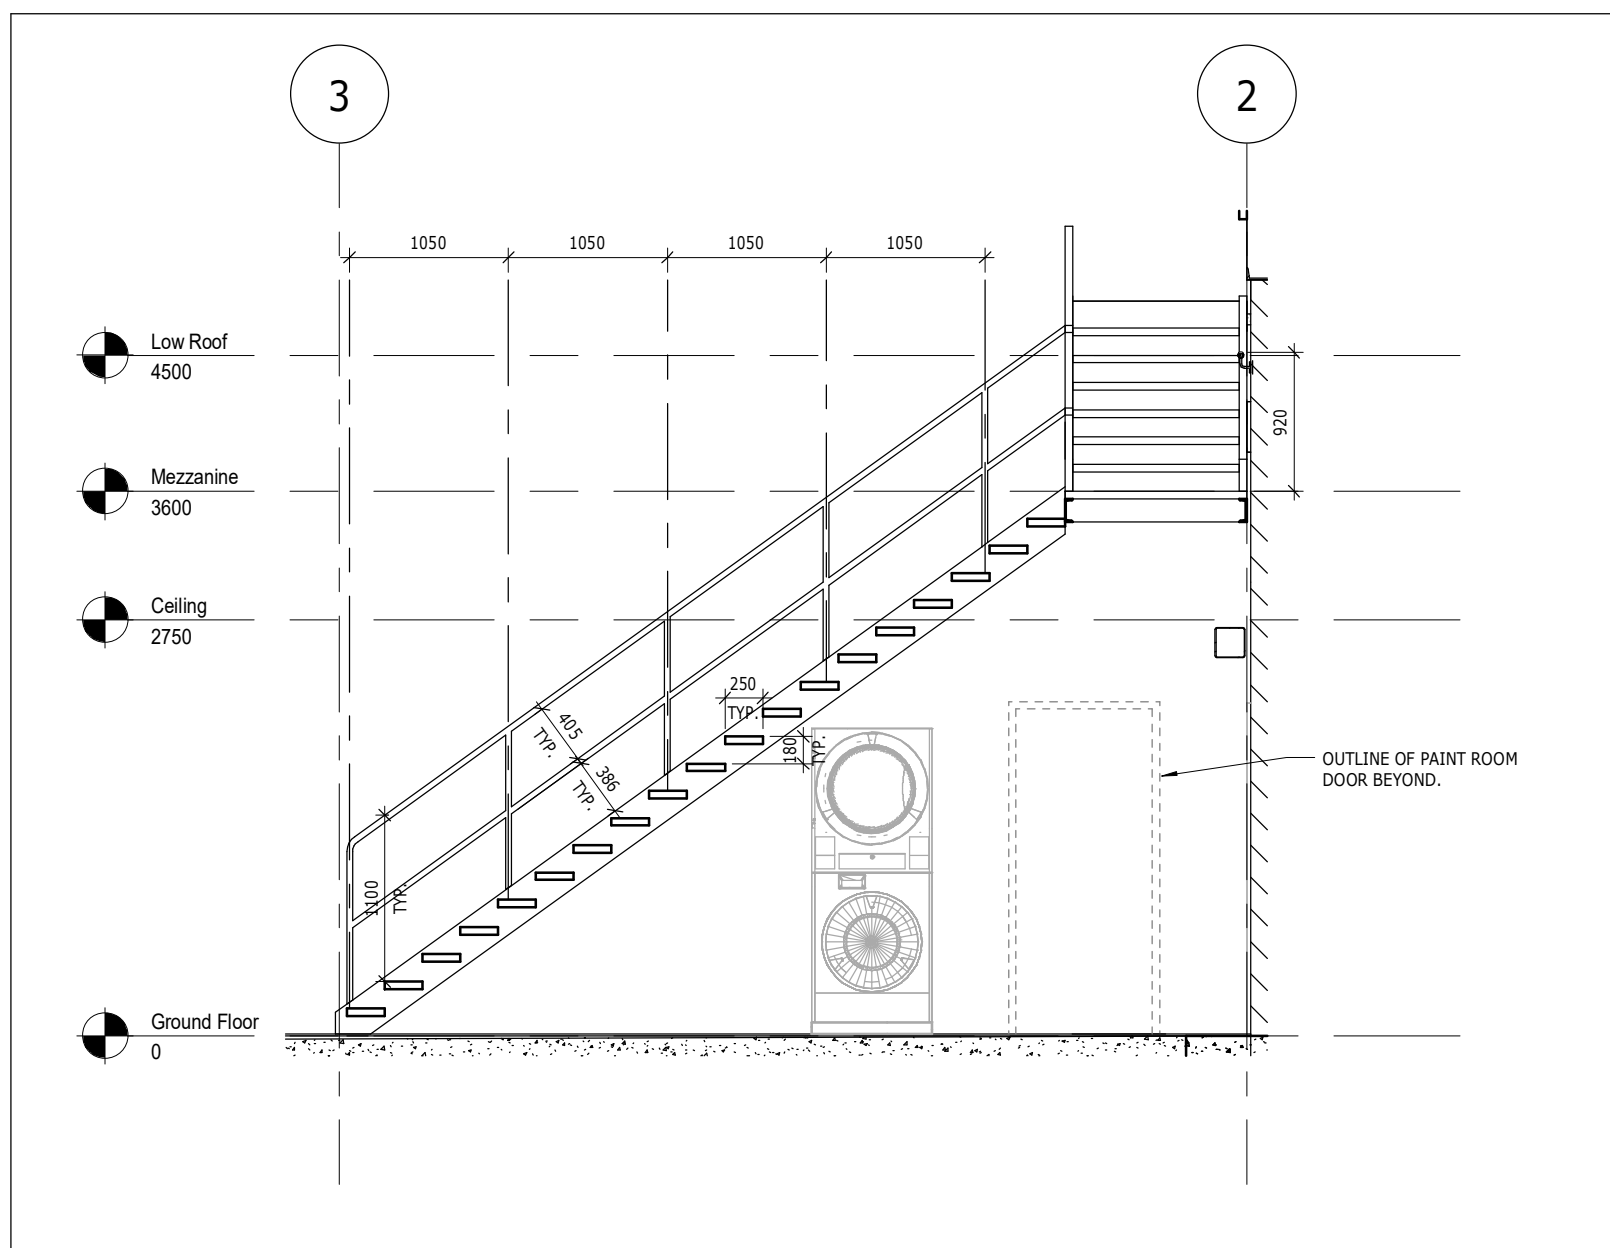 3
2
1050
1050
1050
1050
Low Roof
4500
920
Mezzanine
3600
Ceiling
2750
250
TYP.
405
TYP.
180
TYP.
386
TYP.
OUTLINE OF PAINT ROOM
DOOR BEYOND.
1100
TYP.
Ground Floor
0